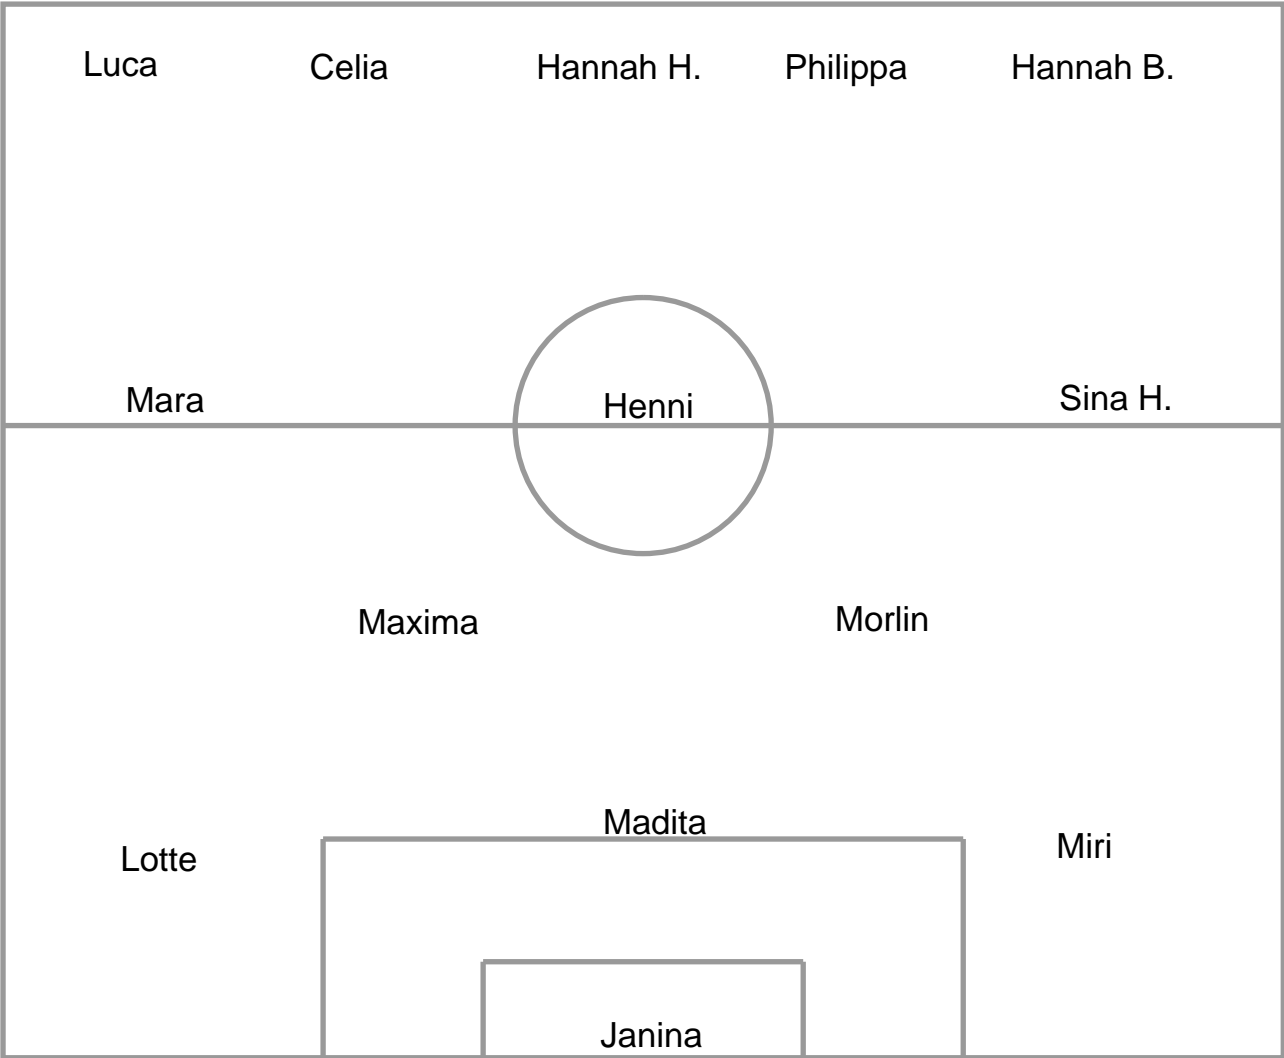 Luca Celia Hannah H. Philippa Hannah B.
Mara Henni Sina H.
Maxima Morlin
Madita
Lotte Miri
Janina